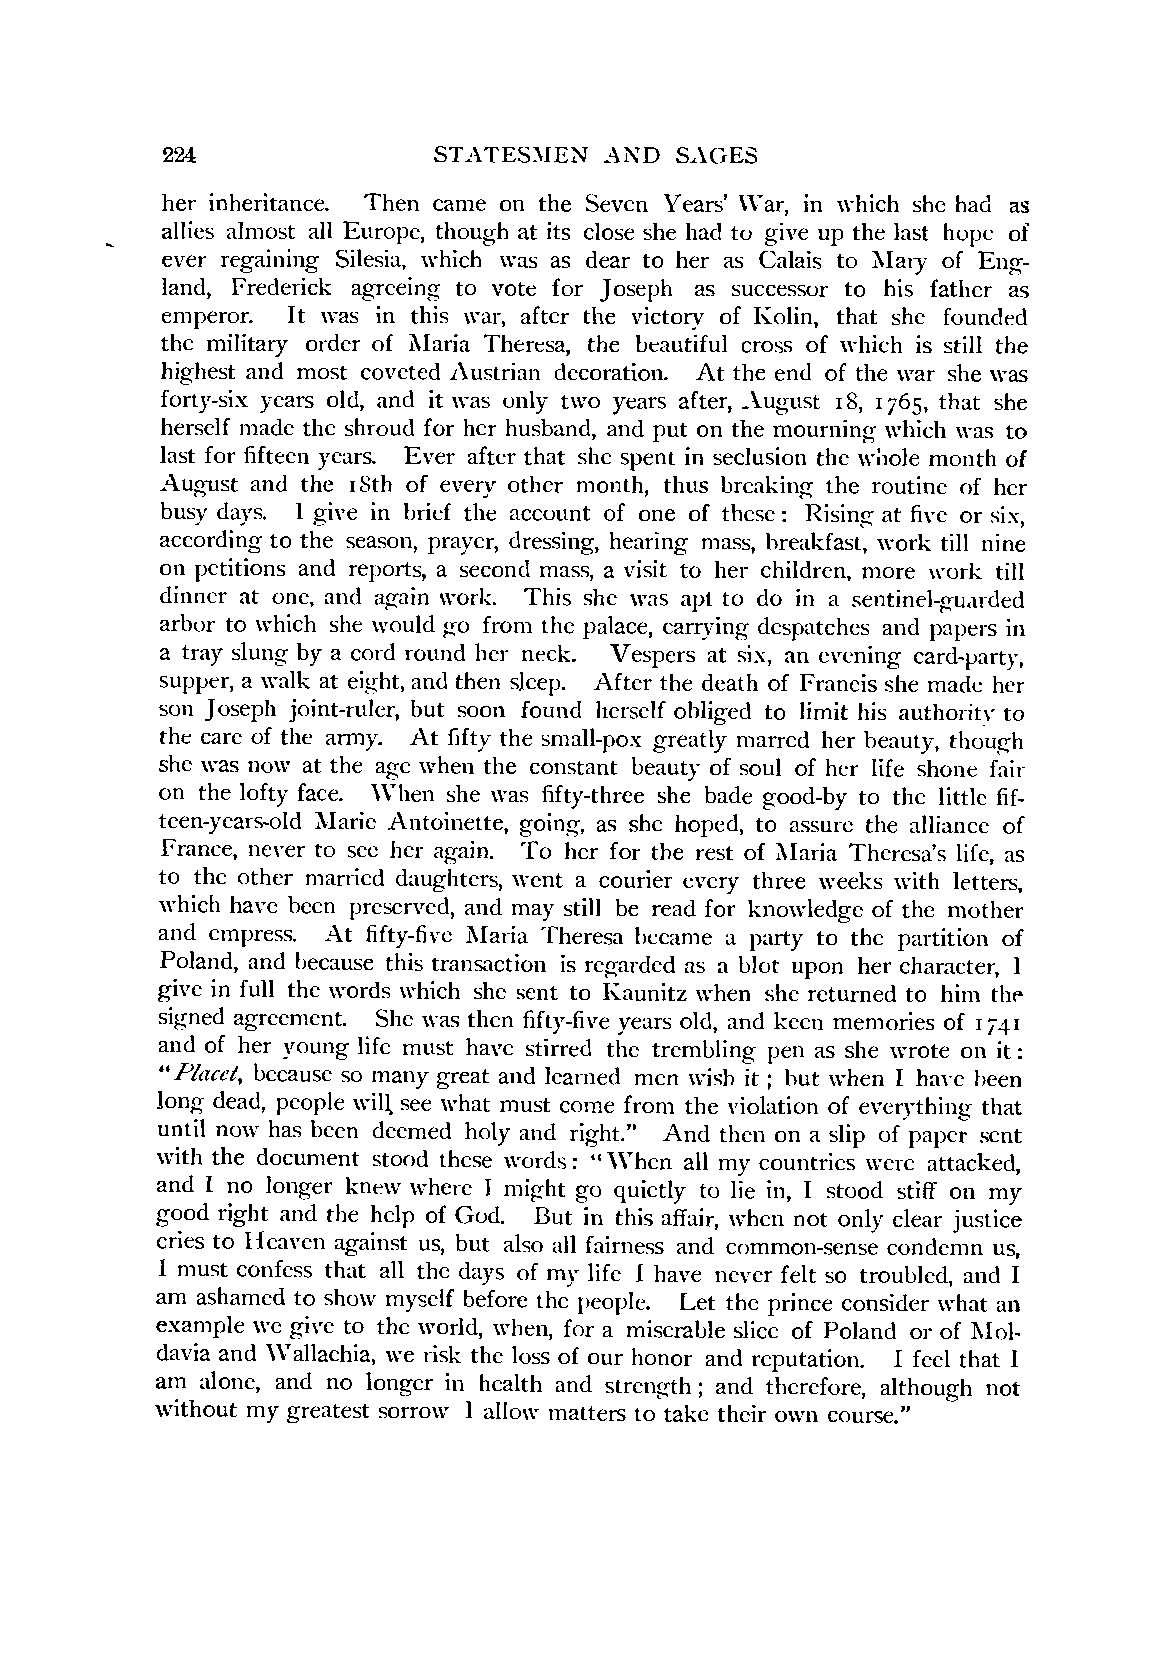 224 STATESMEN AND SAGES
her inheritance. Then came on the Seven Years' War, in which she had as
allies almost all Europe, though at its close she had to give up the last hope of
ever regaining Silesia, which was as dear to her as Calais to Mary of Eng-
land, Frederick agreeing to vote for Joseph as successor to his father as
emperor. It was in this war, after the victory of Kolin, that she founded
the military order of Maria Theresa, the beautiful cross of which is still the
highest and most coveted Austrian decoration. At the end of the war she was
forty-six years old, and it was only two years after, August 18, 1765, that she
herself made the shroud for her husband, and put on the mourning which was to
last for fifteen years. Ever after that she spent in seclusion the whole month of
August and the 18th of every other month, thus breaking the routine of her
busy days. I give in brief the account of one of these: Rising at five or six,
according to the season, prayer, dressing, hearing mass, breakfast, work till nine
on petitions and reports, a second mass, a visit to her children, more work till
dinner at one, and again work. This she was apt to do in a sentinel-guarded
arbor to which she would go from the palace, carrying despatches and papers in
a tray slung by a cord round her neck. Vespers at six, an evening card-party,
supper, a walk at eight, and then sleep. After the death of Francis she made her
son Joseph joint-ruler, but soon found herself obliged to limit his authority to
the care of the army. At fifty the small-pox greatly marred her beauty, though
she was now at the age when the constant beauty of soul of her life shone fair
on the lofty face. When she was fifty-three she bade good-by to the little fif-
teen-years-old Marie Antoinette, going, as she hoped, to assure the alliance of
France, never to see her again. To her for the rest of Maria Theresa's life, as
to the other married daughters, went a courier every three weeks with letters,
which have been preserved, and may still be read for knowledge of the mother
and empress. At fifty-five Maria Theresa became a party to the partition of
Poland, and because this transaction is regarded as a blot upon her character, I
give in full the words which she sent to Kaunitz when she returned to him the
signed agreement. She was then fifty-five years old, and keen memories of 1741
and of her young life must have stirred the trembling pen as she wrote on it:
"Placet, because so many great and learned men wish it; but when I have been
long dead, people will see what must come from the violation of everything that
until now has been deemed holy and right." And then on a slip of paper sent
with the document stood these words: "When all my countries were attacked,
and I no longer knew where I might go quietly to lie in, I stood stiff on my
good right and the help of God. But in this affair, when not only clear justice
cries to Heaven against us, but also all fairness and common-sense condemn us,
I must confess that all the days of my life I have never felt so troubled, and I
am ashamed to show myself before the people. Let the prince consider what an
example we give to the world, when, for a miserable slice of Poland or of Mol-
davia and Wallachia, we risk the loss of our honor and reputation. I feel that I
am alone, and no longer in health and strength; and therefore, although not
without my greatest sorrow I allow matters to take their own course."